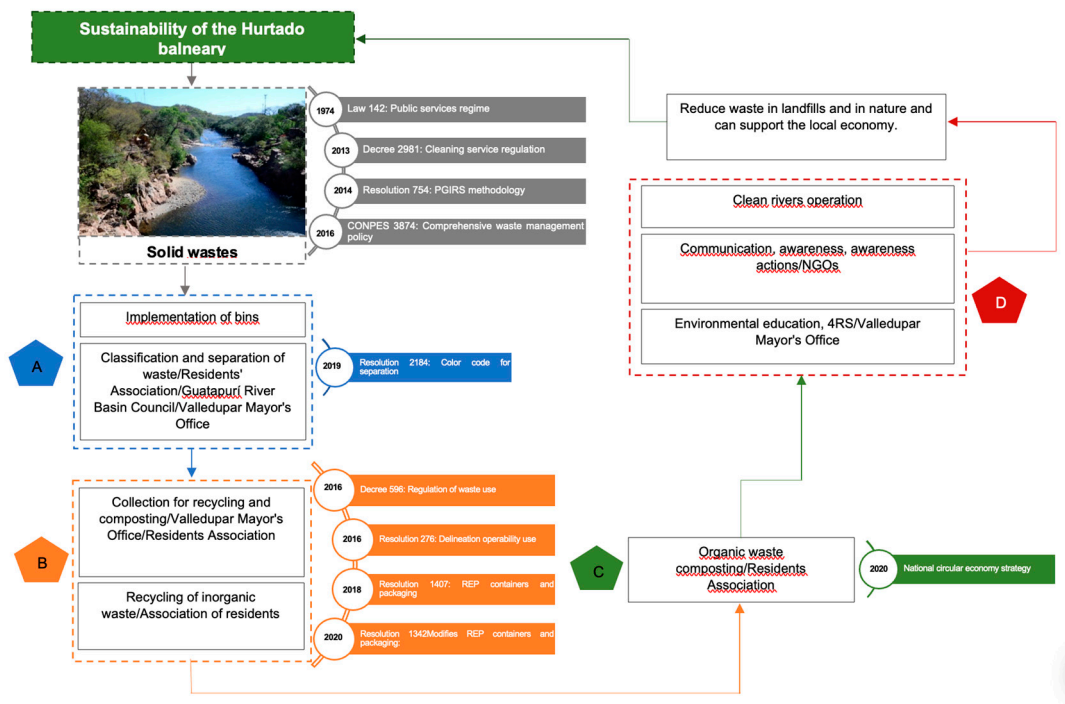 Sustainability of the Hurtado
balneary
1974
Law 142: Public services regime
2013
Decree 2981: Cleaning service regulation
2014
Resolution 754: PGIRS methodology
2016
CONPES 3874: Comprehensive waste management
policy
Solid wastes
A
Implementation of bins
Classification and separation of
waste/Residents'
Association/Guatapurí River
Basin Council/Valledupar Mayor's
Office
2019
Resolution 2184: Color code for
separation
B
Collection for recycling and
composting/Valledupar Mayor's
Office/Residents Association
Recycling of inorganic
waste/Association of residents
2016
Decree 596: Regulation of waste use
2016
Resolution 276: Delineation operability use
2018
Resolution 1407: REP containers and
packaging
2020
Resolution 1342Modifies REP containers and
packaging:
C
Organic waste
composting/Residents
Association
2020
National circular economy strategy
D
Clean rivers operation
Communication, awareness, awareness
actions/NGOs
Environmental education, 4RS/Valledupar
Mayor's Office
Reduce waste in landfills and in nature and
can support the local economy.